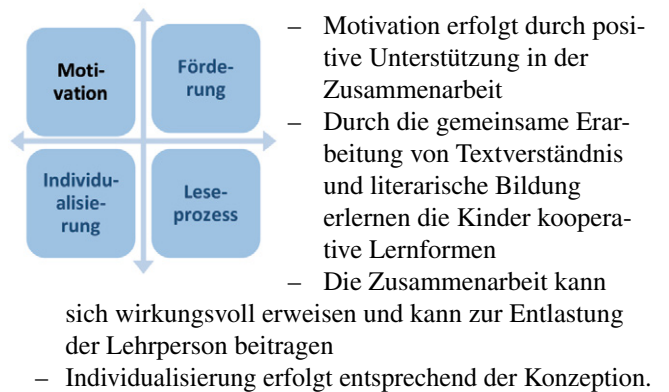 Moti-
vation
Förde-
rung
Individu-
alisie-
rung
Lese-
prozess
– Motivation erfolgt durch posi-
tive Unterstützung in der
Zusammenarbeit
– Durch die gemeinsame Erar-
beitung von Textverständnis
und literarische Bildung
erlernen die Kinder koopera-
tive Lernformen
– Die Zusammenarbeit kann
sich wirkungsvoll erweisen und kann zur Entlastung
der Lehrperson beitragen
– Individualisierung erfolgt entsprechend der Konzeption.